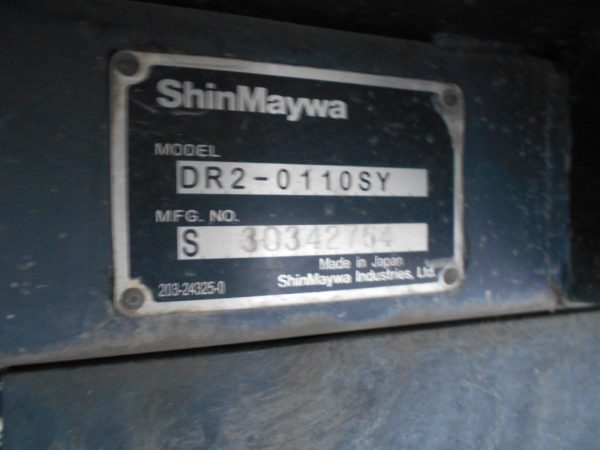 ShinMaywa
MODEL
DR2-0110SY
MFG. NO.
S 30342764
Made in Japan
ShinMaywa Industries, Ltd.
203-24325-0